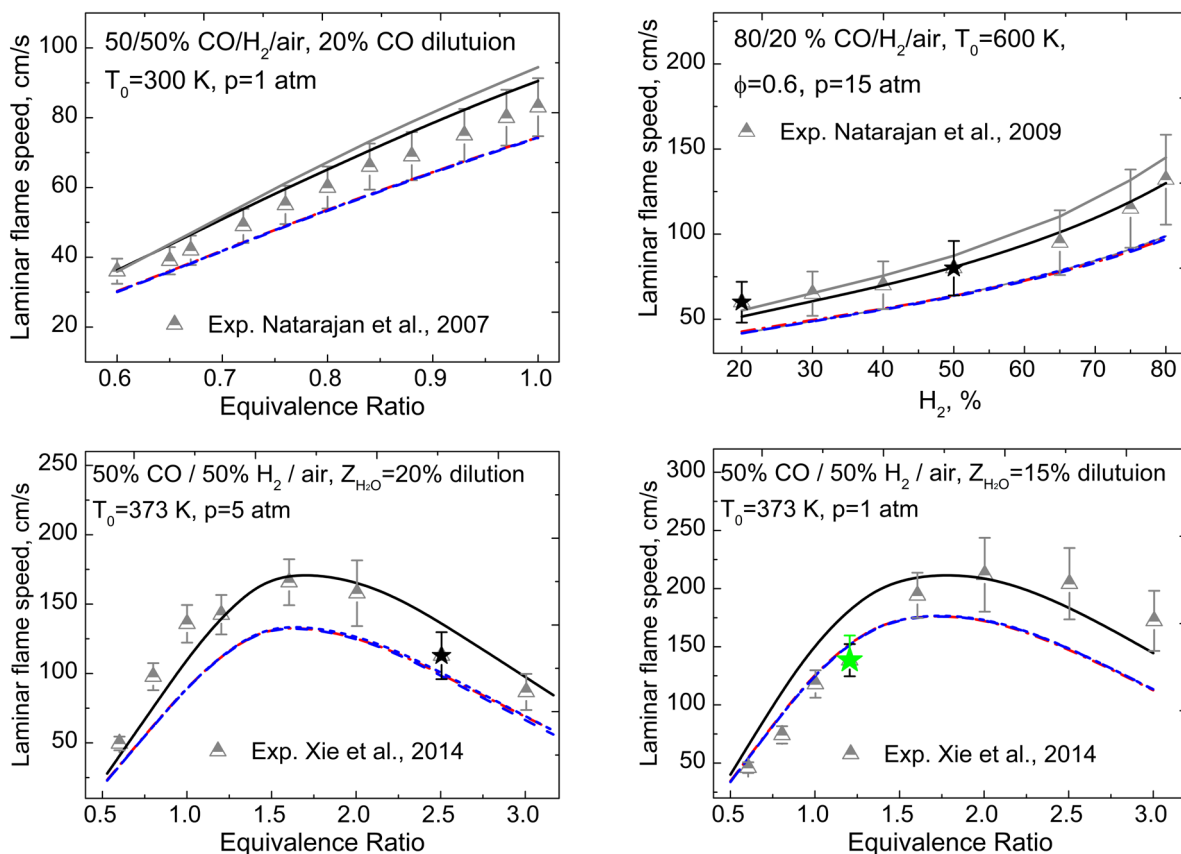 50/50% CO/H₂/air, 20% CO dilutuion
T₀=300 K, p=1 atm
Laminar flame speed, cm/s
100
80
60
40
20
Exp. Natarajan et al., 2007
0.6 0.7 0.8 0.9 1.0
Equivalence Ratio
80/20 % CO/H₂/air, T₀=600 K,
ϕ=0.6, p=15 atm
Exp. Natarajan et al., 2009
Laminar flame speed, cm/s
200
150
100
50
20 30 40 50 60 70 80
H₂, %
50% CO / 50% H₂ / air, Z_H₂O=20% dilutuion
T₀=373 K, p=5 atm
Laminar flame speed, cm/s
250
200
150
100
50
Exp. Xie et al., 2014
0.5 1.0 1.5 2.0 2.5 3.0
Equivalence Ratio
50% CO / 50% H₂ / air, Z_H₂O=15% dilutuion
T₀=373 K, p=1 atm
Laminar flame speed, cm/s
300
250
200
150
100
50
Exp. Xie et al., 2014
0.5 1.0 1.5 2.0 2.5 3.0
Equivalence Ratio